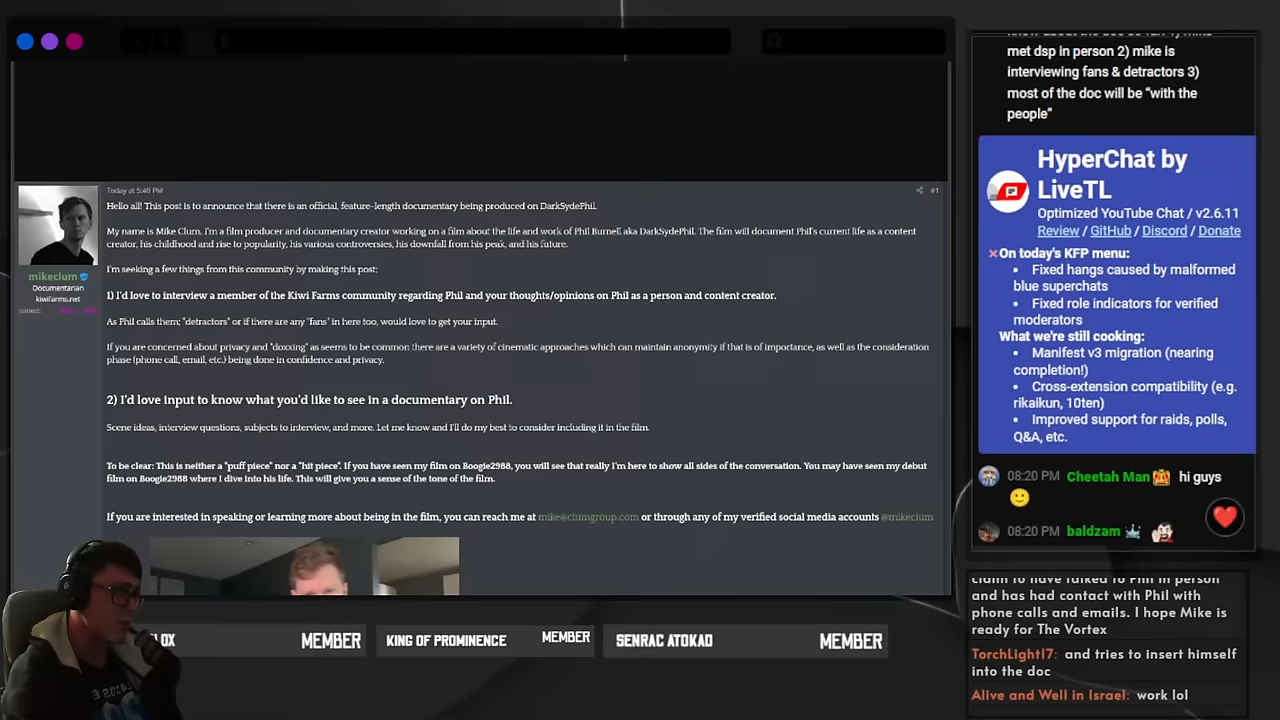 Today at 5:49 PM
#1
Hello all! This post is to announce that there is an official, feature-length documentary being produced on DarkSydePhil.
My name is Mike Clum. I'm a film producer and documentary creator working on a film about the life and work of Phil Burnell aka DarkSydePhil. The film will document Phil's current life as a content
creator, his childhood and rise to popularity, his various controversies, his downfall from his peak, and his future.
I'm seeking a few things from this community by making this post;
mikeclum
Documentarian
kiwifarms.net
Joined:
1) I'd love to interview a member of the Kiwi Farms community regarding Phil and your thoughts/opinions on Phil as a person and content creator.
As Phil calls them; "detractors" or if there are any "fans" in here too, would love to get your input.
If you are concerned about privacy and "doxxing" as seems to be common there are a variety of cinematic approaches which can maintain anonymity if that is of importance, as well as the consideration
phase (phone call, email, etc.) being done in confidence and privacy.
2) I'd love input to know what you'd like to see in a documentary on Phil.
Scene ideas, interview questions, subjects to interview, and more. Let me know and I'll do my best to consider including it in the film.
To be clear: This is neither a "puff piece" nor a "hit piece". If you have seen my film on Boogie2988, you will see that really I'm here to show all sides of the conversation. You may have seen my debut
film on Boogie2988 where I dive into his life. This will give you a sense of the tone of the film.
If you are interested in speaking or learning more about being in the film, you can reach me at mike@clumgroup.com or through any of my verified social media accounts @mikeclum
LOX MEMBER
KING OF PROMINENCE MEMBER
SENRAC ATOKAD MEMBER
met dsp in person 2) mike is
interviewing fans & detractors 3)
most of the doc will be "with the
people"
HyperChat by
LiveTL
Optimized YouTube Chat / v2.6.11
Review / GitHub / Discord / Donate
On today's KFP menu:
• Fixed hangs caused by malformed
blue superchats
• Fixed role indicators for verified
moderators
What we're still cooking:
• Manifest v3 migration (nearing
completion!)
• Cross-extension compatibility (e.g.
rikaikun, 10ten)
• Improved support for raids, polls,
Q&A, etc.
08:20 PM Cheetah Man hi guys
08:20 PM baldzam
claim to have talked to Phil in person
and has had contact with Phil with
phone calls and emails. I hope Mike is
ready for The Vortex
TorchLight17: and tries to insert himself
into the doc
Alive and Well in Israel: work lol